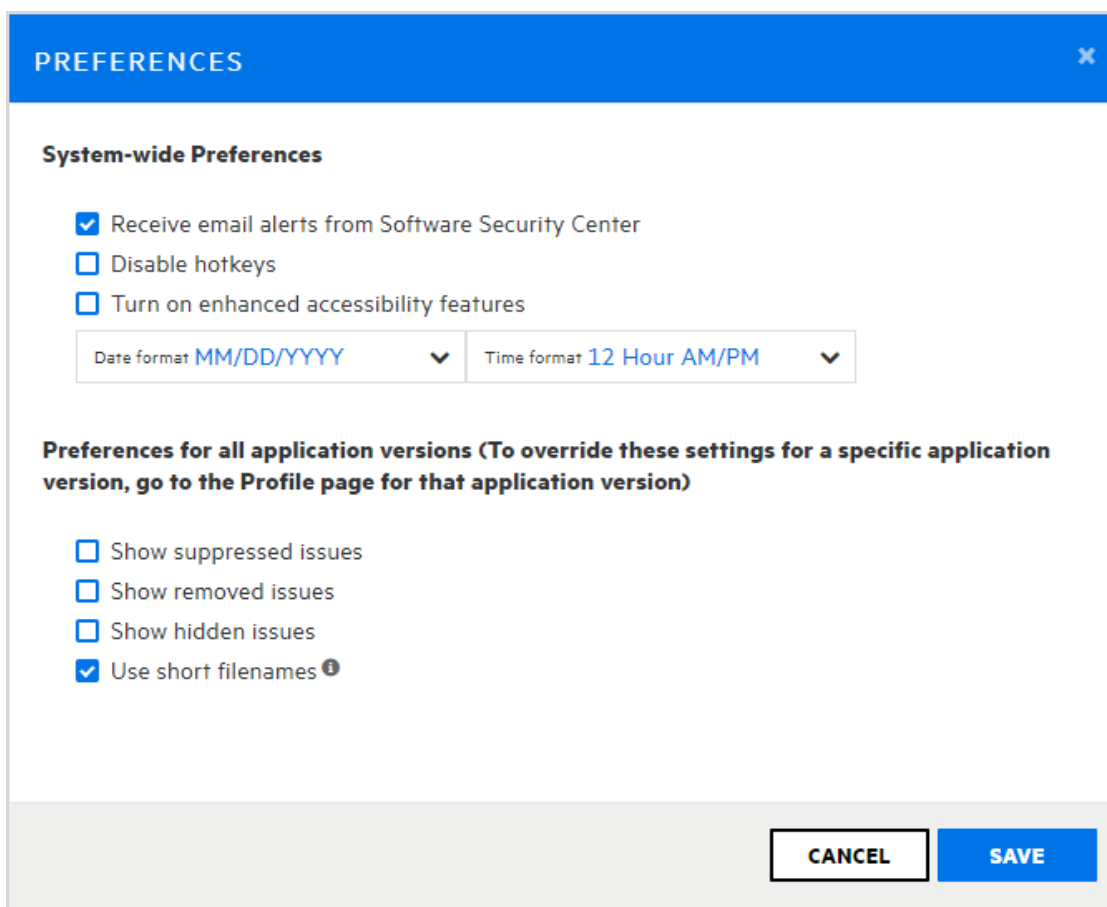 PREFERENCES
System-wide Preferences
Receive email alerts from Software Security Center
Disable hotkeys
Turn on enhanced accessibility features
Date format MM/DD/YYYY Time format 12 Hour AM/PM
Preferences for all application versions (To override these settings for a specific application
version, go to the Profile page for that application version)
Show suppressed issues
Show removed issues
Show hidden issues
Use short filenames
CANCEL SAVE